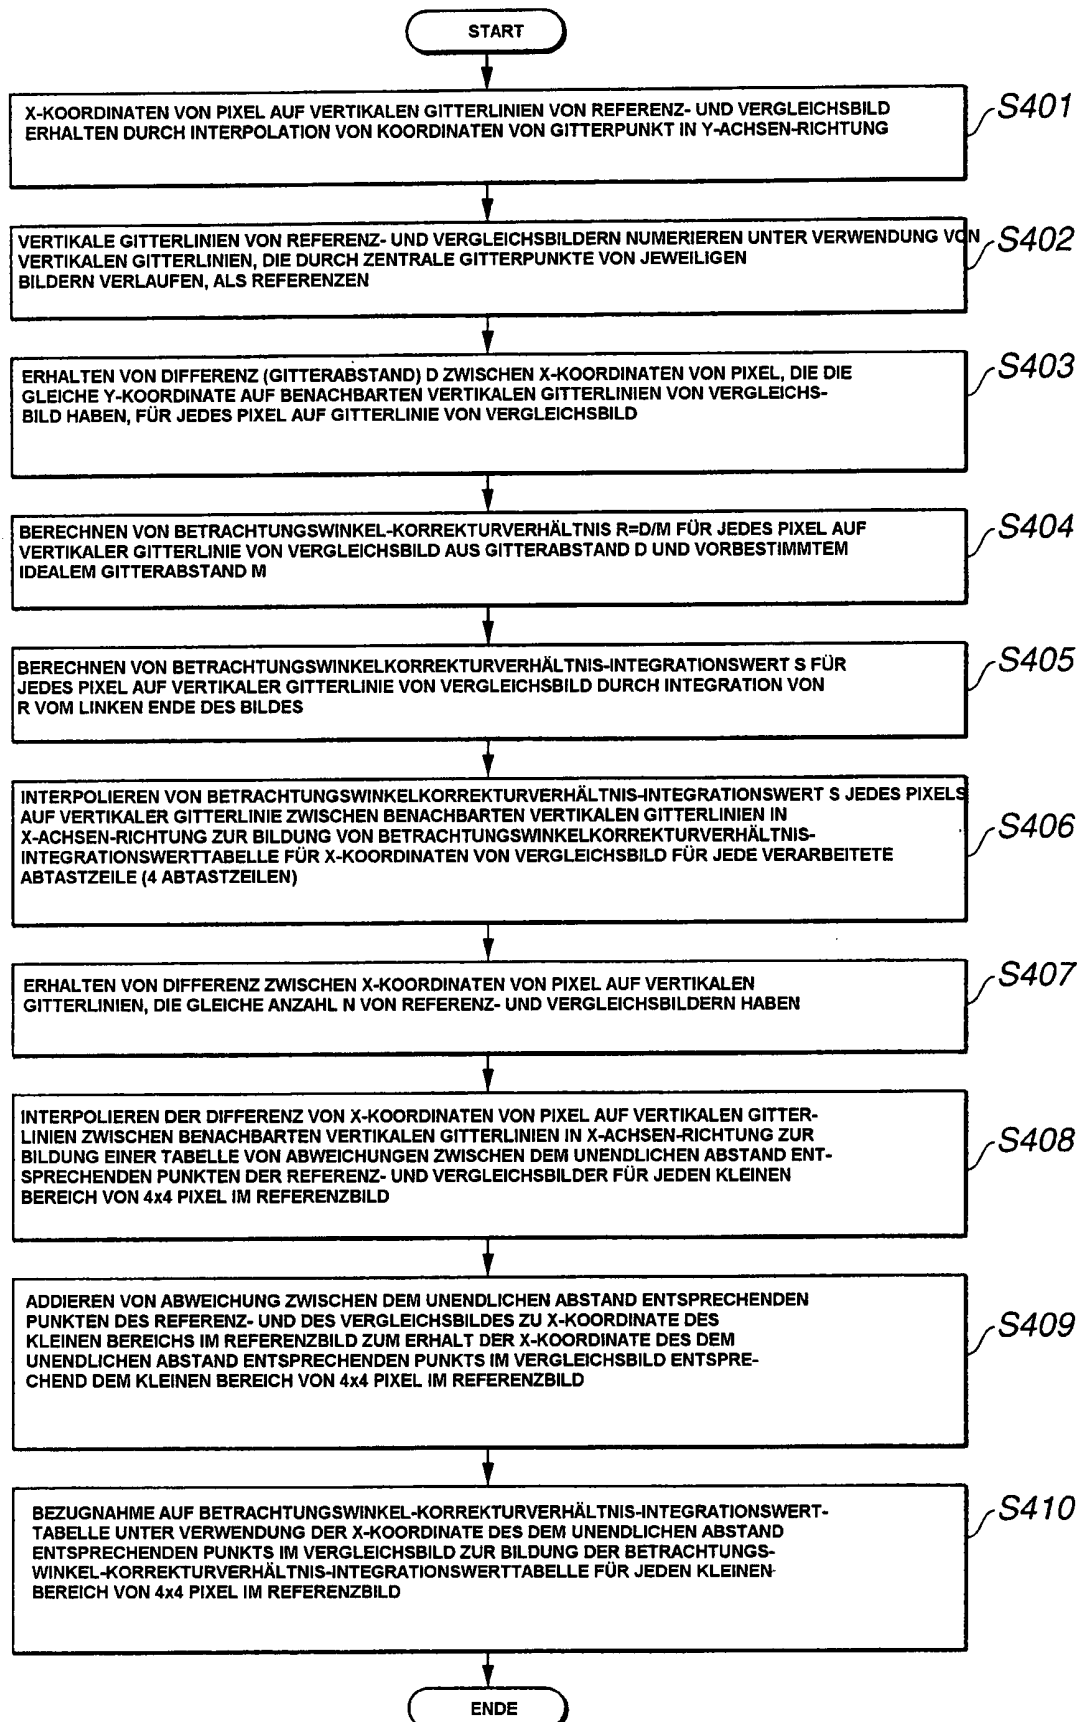 START
X-KOORDINATEN VON PIXEL AUF VERTIKALEN GITTERLINIEN VON REFERENZ- UND VERGLEICHSBILD
ERHALTEN DURCH INTERPOLATION VON KOORDINATEN VON GITTERPUNKT IN Y-ACHSEN-RICHTUNG
S401
VERTIKALE GITTERLINIEN VON REFERENZ- UND VERGLEICHSBILDERN NUMERIEREN UNTER VERWENDUNG VON
VERTIKALEN GITTERLINIEN, DIE DURCH ZENTRALE GITTERPUNKTE VON JEWEILIGEN
BILDERN VERLAUFEN, ALS REFERENZEN
S402
ERHALTEN VON DIFFERENZ (GITTERABSTAND) D ZWISCHEN X-KOORDINATEN VON PIXEL, DIE DIE
GLEICHE Y-KOORDINATE AUF BENACHBARTEN VERTIKALEN GITTERLINIEN VON VERGLEICHS-
BILD HABEN, FÜR JEDES PIXEL AUF GITTERLINIE VON VERGLEICHSBILD
S403
BERECHNEN VON BETRACHTUNGSWINKEL-KORREKTURVERHÄLTNIS R=D/M FÜR JEDES PIXEL AUF
VERTIKALER GITTERLINIE VON VERGLEICHSBILD AUS GITTERABSTAND D UND VORBESTIMMTEM
IDEALEM GITTERABSTAND M
S404
BERECHNEN VON BETRACHTUNGSWINKELKORREKTURVERHÄLTNIS-INTEGRATIONSWERT S FÜR
JEDES PIXEL AUF VERTIKALER GITTERLINIE VON VERGLEICHSBILD DURCH INTEGRATION VON
R VOM LINKEN ENDE DES BILDES
S405
INTERPOLIEREN VON BETRACHTUNGSWINKELKORREKTURVERHÄLTNIS-INTEGRATIONSWERT S JEDES PIXELS
AUF VERTIKALER GITTERLINIE ZWISCHEN BENACHBARTEN VERTIKALEN GITTERLINIEN IN
X-ACHSEN-RICHTUNG ZUR BILDUNG VON BETRACHTUNGSWINKELKORREKTURVERHÄLTNIS-
INTEGRATIONSWERTTABELLE FÜR X-KOORDINATEN VON VERGLEICHSBILD FÜR JEDE VERARBEITETE
ABTASTZEILE (4 ABTASTZEILEN)
S406
ERHALTEN VON DIFFERENZ ZWISCHEN X-KOORDINATEN VON PIXEL AUF VERTIKALEN
GITTERLINIEN, DIE GLEICHE ANZAHL N VON REFERENZ- UND VERGLEICHSBILDERN HABEN
S407
INTERPOLIEREN DER DIFFERENZ VON X-KOORDINATEN VON PIXEL AUF VERTIKALEN GITTER-
LINIEN ZWISCHEN BENACHBARTEN VERTIKALEN GITTERLINIEN IN X-ACHSEN-RICHTUNG ZUR
BILDUNG EINER TABELLE VON ABWEICHUNGEN ZWISCHEN DEM UNENDLICHEN ABSTAND ENT-
SPRECHENDEN PUNKTEN DER REFERENZ- UND VERGLEICHSBILDER FÜR JEDEN KLEINEN
BEREICH VON 4x4 PIXEL IM REFERENZBILD
S408
ADDIEREN VON ABWEICHUNG ZWISCHEN DEM UNENDLICHEN ABSTAND ENTSPRECHENDEN
PUNKTEN DES REFERENZ- UND DES VERGLEICHSBILDES ZU X-KOORDINATE DES
KLEINEN BEREICHS IM REFERENZBILD ZUM ERHALT DER X-KOORDINATE DES DEM
UNENDLICHEN ABSTAND ENTSPRECHENDEN PUNKTS IM VERGLEICHSBILD ENTSPRE-
CHEND DEM KLEINEN BEREICH VON 4x4 PIXEL IM REFERENZBILD
S409
BEZUGNAHME AUF BETRACHTUNGSWINKEL-KORREKTURVERHÄLTNIS-INTEGRATIONSWERT-
TABELLE UNTER VERWENDUNG DER X-KOORDINATE DES DEM UNENDLICHEN ABSTAND
ENTSPRECHENDEN PUNKTS IM VERGLEICHSBILD ZUR BILDUNG DER BETRACHTUNGS-
WINKEL-KORREKTURVERHÄLTNIS-INTEGRATIONSWERTTABELLE FÜR JEDEN KLEINEN
BEREICH VON 4x4 PIXEL IM REFERENZBILD
S410
ENDE